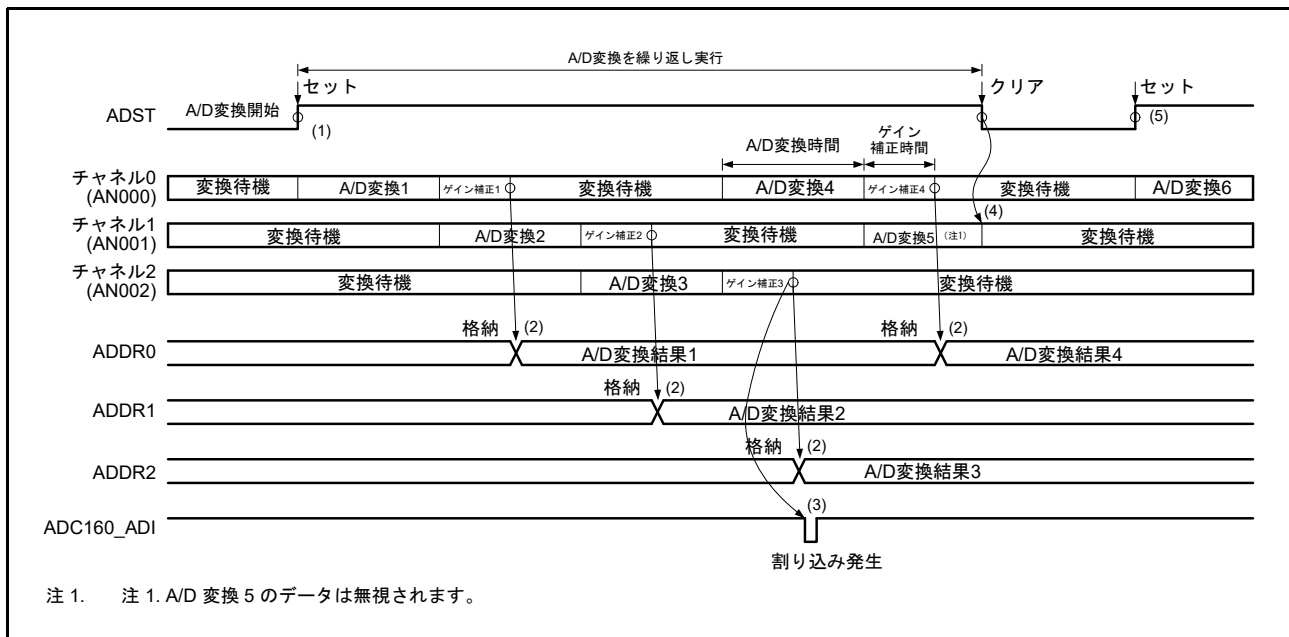 A/D変換を繰り返し実行
セット クリア セット
ADST A/D変換開始 (1) (5)
A/D変換時間 ゲイン補正時間
チャネル0 (AN000) 変換待機 A/D変換1 ゲイン補正1 変換待機 A/D変換4 ゲイン補正4 変換待機 A/D変換6
(4)
チャネル1 (AN001) 変換待機 A/D変換2 ゲイン補正2 変換待機 A/D変換5 (注1) 変換待機
チャネル2 (AN002) 変換待機 A/D変換3 ゲイン補正3 変換待機
格納 (2) 格納 (2)
ADDR0 A/D変換結果1 A/D変換結果4
格納 (2)
ADDR1 A/D変換結果2
格納 (2)
ADDR2 A/D変換結果3
(3)
ADC160_ADI
割り込み発生
注 1. 注 1. A/D 変換 5 のデータは無視されます。